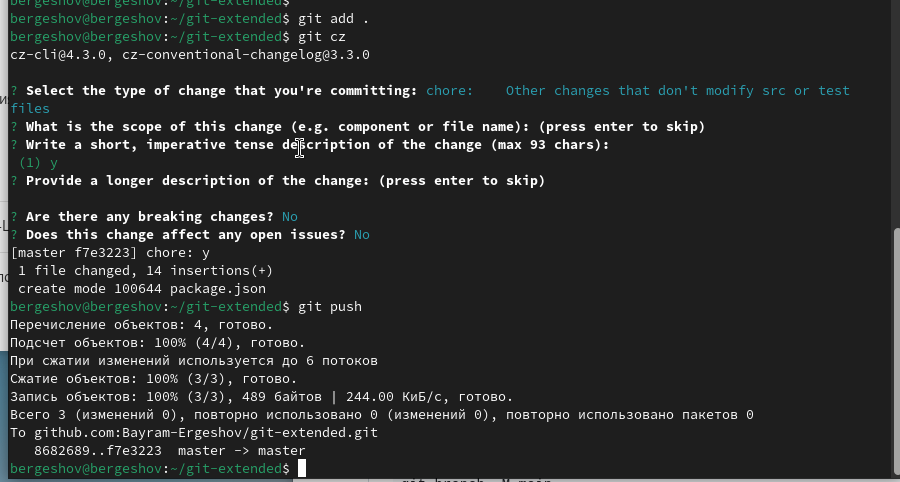 bergeshov@bergeshov:~/git-extended$
bergeshov@bergeshov:~/git-extended$ git add .
bergeshov@bergeshov:~/git-extended$ git cz
cz-cli@4.3.0, cz-conventional-changelog@3.3.0
? Select the type of change that you're committing: chore:    Other changes that don't modify src or test
files
? What is the scope of this change (e.g. component or file name): (press enter to skip)
? Write a short, imperative tense description of the change (max 93 chars):
 (1) y
? Provide a longer description of the change: (press enter to skip)
? Are there any breaking changes? No
? Does this change affect any open issues? No
[master f7e3223] chore: y
 1 file changed, 14 insertions(+)
 create mode 100644 package.json
bergeshov@bergeshov:~/git-extended$ git push
Перечисление объектов: 4, готово.
Подсчет объектов: 100% (4/4), готово.
При сжатии изменений используется до 6 потоков
Сжатие объектов: 100% (3/3), готово.
Запись объектов: 100% (3/3), 489 байтов | 244.00 КиБ/с, готово.
Всего 3 (изменений 0), повторно использовано 0 (изменений 0), повторно использовано пакетов 0
To github.com:Bayram-Ergeshov/git-extended.git
   8682689..f7e3223  master -> master
bergeshov@bergeshov:~/git-extended$